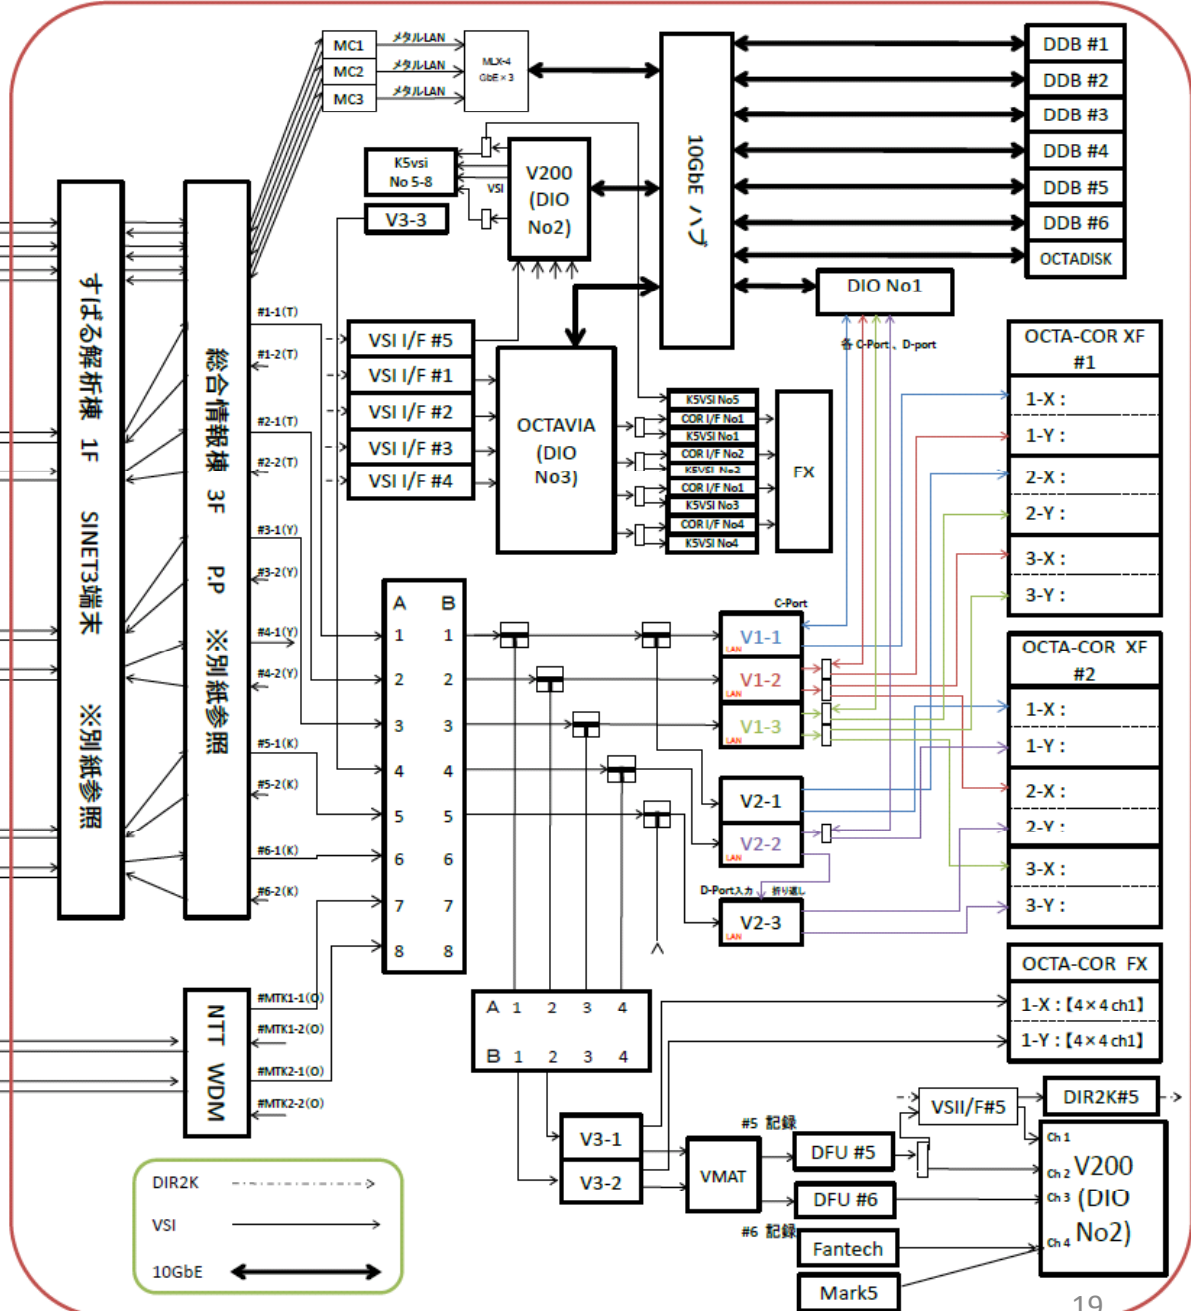 MC1
MC2
MC3
メタルLAN
メタルLAN
メタルLAN
MLX-4
GbE×3
10GbE ハブ
DDB #1
DDB #2
DDB #3
DDB #4
DDB #5
DDB #6
OCTADISK
DIO No1
各 C-Port 、D-port
K5vsi
No 5-8
VSI
V200
(DIO
No2)
V3-3
すばる解析棟 1F SINET3端末 ※別紙参照
総合情報棟 3F P.P ※別紙参照
#1-1(T)
#1-2(T)
#2-1(T)
#2-2(T)
#3-1(Y)
#3-2(Y)
#4-1(Y)
#4-2(Y)
#5-1(K)
#5-2(K)
#6-1(K)
#6-2(K)
VSI I/F #5
VSI I/F #1
VSI I/F #2
VSI I/F #3
VSI I/F #4
OCTAVIA
(DIO
No3)
K5VSI No5
COR I/F No1
K5VSI No1
COR I/F No2
K5VSI No2
COR I/F No1
K5VSI No3
COR I/F No4
K5VSI No4
FX
OCTA-COR XF
#1
1-X :
1-Y :
2-X :
2-Y :
3-X :
3-Y :
OCTA-COR XF
#2
1-X :
1-Y :
2-X :
2-Y :
3-X :
3-Y :
A B
1 1
2 2
3 3
4 4
5 5
6 6
7 7
8 8
C-Port
V1-1
LAN
V1-2
LAN
V1-3
LAN
V2-1
V2-2
LAN
D-Port入力 折り返し
V2-3
LAN
OCTA-COR FX
1-X :【4×4 ch1】
1-Y :【4×4 ch1】
NTT WDM
#MTK1-1(O)
#MTK1-2(O)
#MTK2-1(O)
#MTK2-2(O)
A 1 2 3 4
B 1 2 3 4
V3-1
V3-2
VMAT
#5 記録
DFU #5
DFU #6
#6 記録
Fantech
Mark5
VSII/F#5
DIR2K#5
Ch 1
Ch 2
Ch 3
Ch 4
V200
(DIO
No2)
DIR2K
VSI
10GbE
19